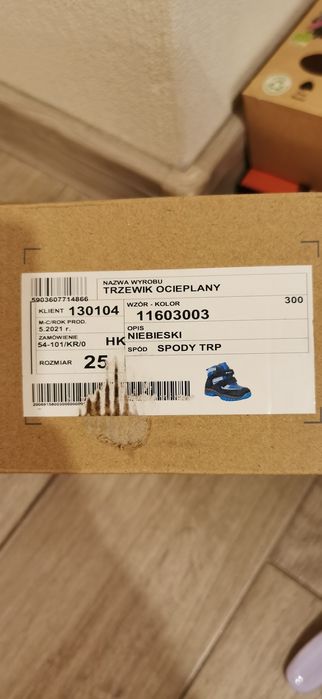 5903607714866
NAZWA WYROBU
TRZEWIK OCIEPLANY
KLIENT 130104
WZÓR - KOLOR
11603003
300
M-C/ROK PROD.
5.2021 r.
OPIS
NIEBIESKI
ZAMÓWIENIE
54-101/KR/0
HK
SPÓD SPODY TRP
ROZMIAR 25